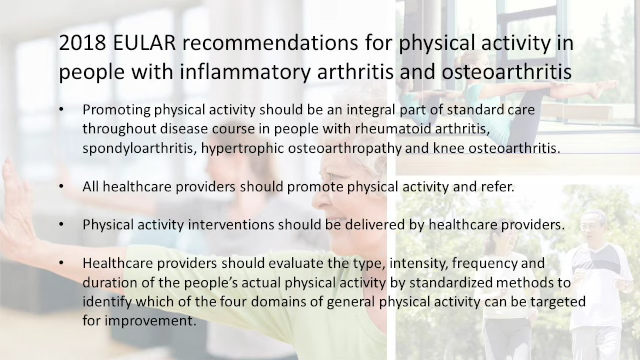 2018 EULAR recommendations for physical activity in
people with inflammatory arthritis and osteoarthritis
• Promoting physical activity should be an integral part of standard care
throughout disease course in people with rheumatoid arthritis,
spondyloarthritis, hypertrophic osteoarthropathy and knee osteoarthritis.
• All healthcare providers should promote physical activity and refer.
• Physical activity interventions should be delivered by healthcare providers.
• Healthcare providers should evaluate the type, intensity, frequency and
duration of the people's actual physical activity by standardized methods to
identify which of the four domains of general physical activity can be targeted
for improvement.